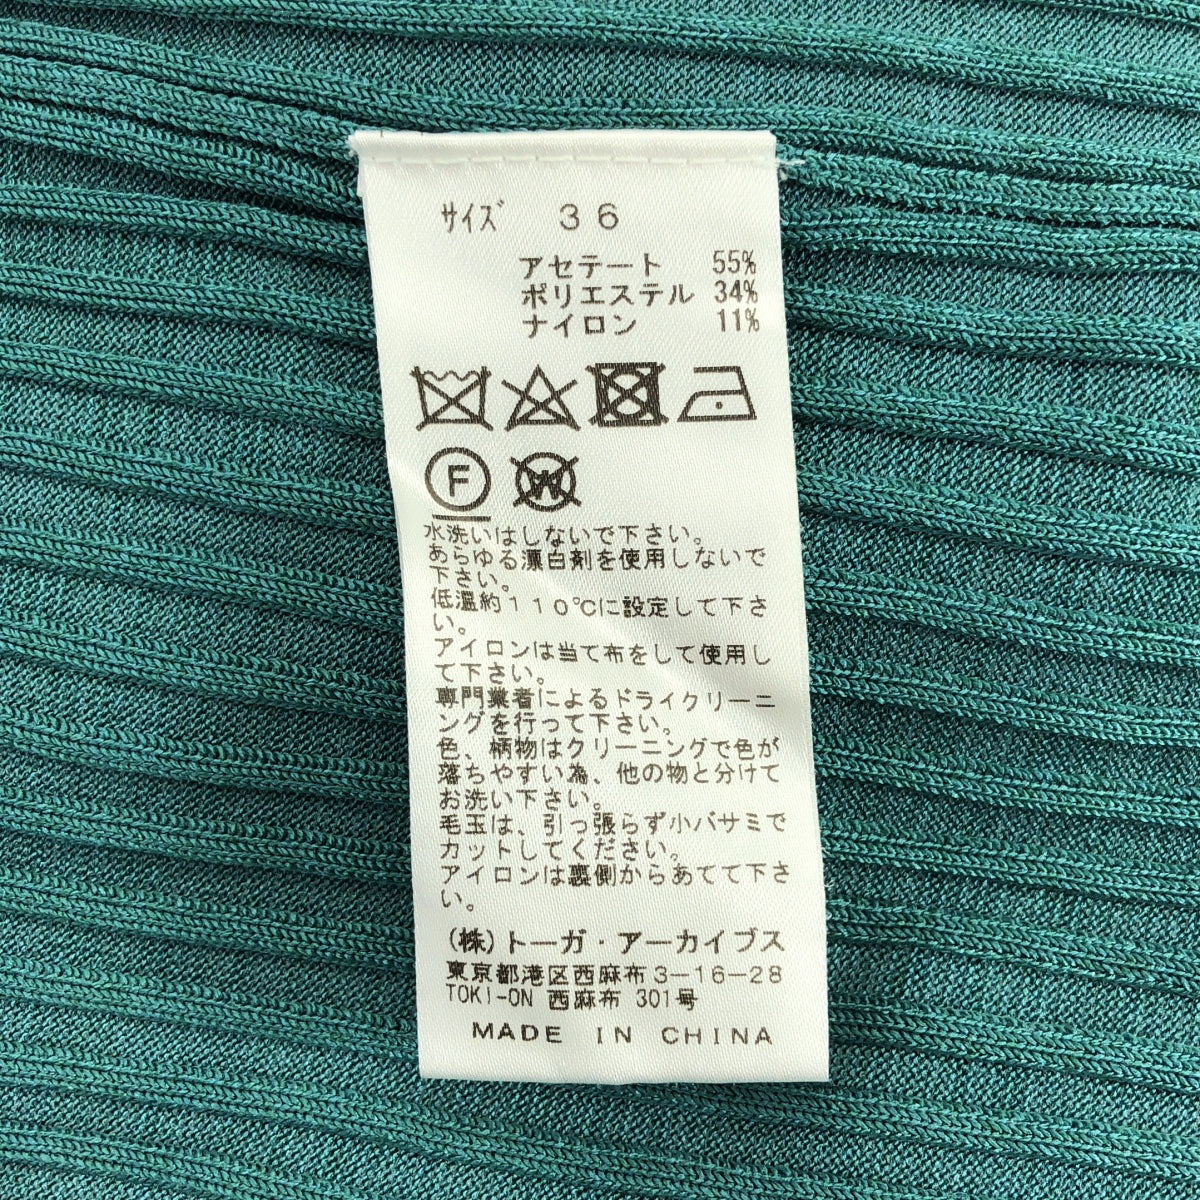 サイズ 36
アセテート 55%
ポリエステル 34%
ナイロン 11%
F W
水洗いはしないで下さい。
あらゆる漂白剤を使用しないで
下さい。
低温約110℃に設定して下さ
い。
アイロンは当て布をして使用し
て下さい。
専門業者によるドライクリーニ
ングを行って下さい。
色、柄物はクリーニングで色が
落ちやすい為、他の物と分けて
お洗い下さい。
毛玉は、引っ張らず小バサミで
カットしてください。
アイロンは裏側からあてて下さ
い。
(株)トーガ・アーカイブス
東京都港区西麻布3-16-28
TOKI-ON 西麻布 301号
MADE IN CHINA